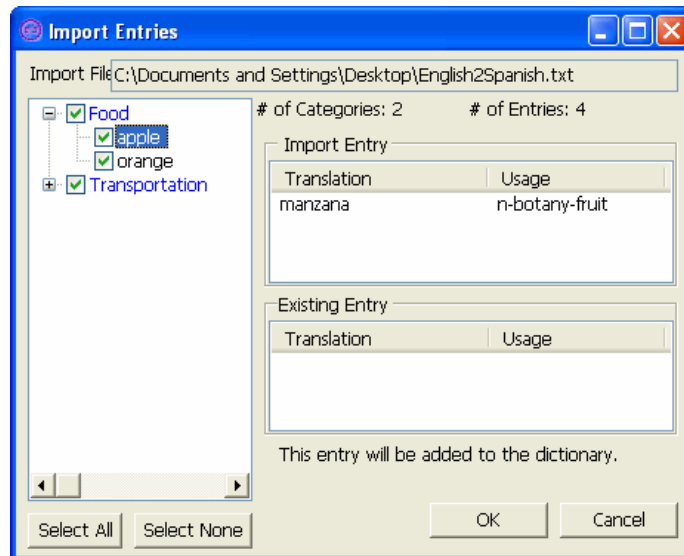 Import Entries
Import File C:\Documents and Settings\Desktop\English2Spanish.txt
Food
apple
orange
Transportation
# of Categories: 2 # of Entries: 4
Import Entry
Translation Usage
manzana n-botany-fruit
Existing Entry
Translation Usage
This entry will be added to the dictionary.
Select All Select None OK Cancel